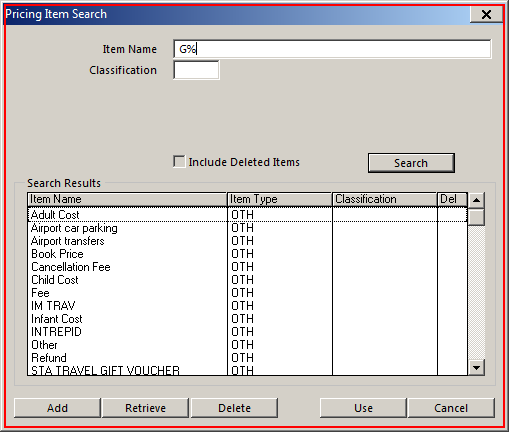 Pricing Item Search
Item Name G%
Classification
Include Deleted Items Search
Search Results
Item Name Item Type Classification Del
Adult Cost OTH
Airport car parking OTH
Airport transfers OTH
Book Price OTH
Cancellation Fee OTH
Child Cost OTH
Fee OTH
IM TRAV OTH
Infant Cost OTH
INTREPID OTH
Other OTH
Refund OTH
STA TRAVEL GIFT VOUCHER OTH
Add Retrieve Delete Use Cancel